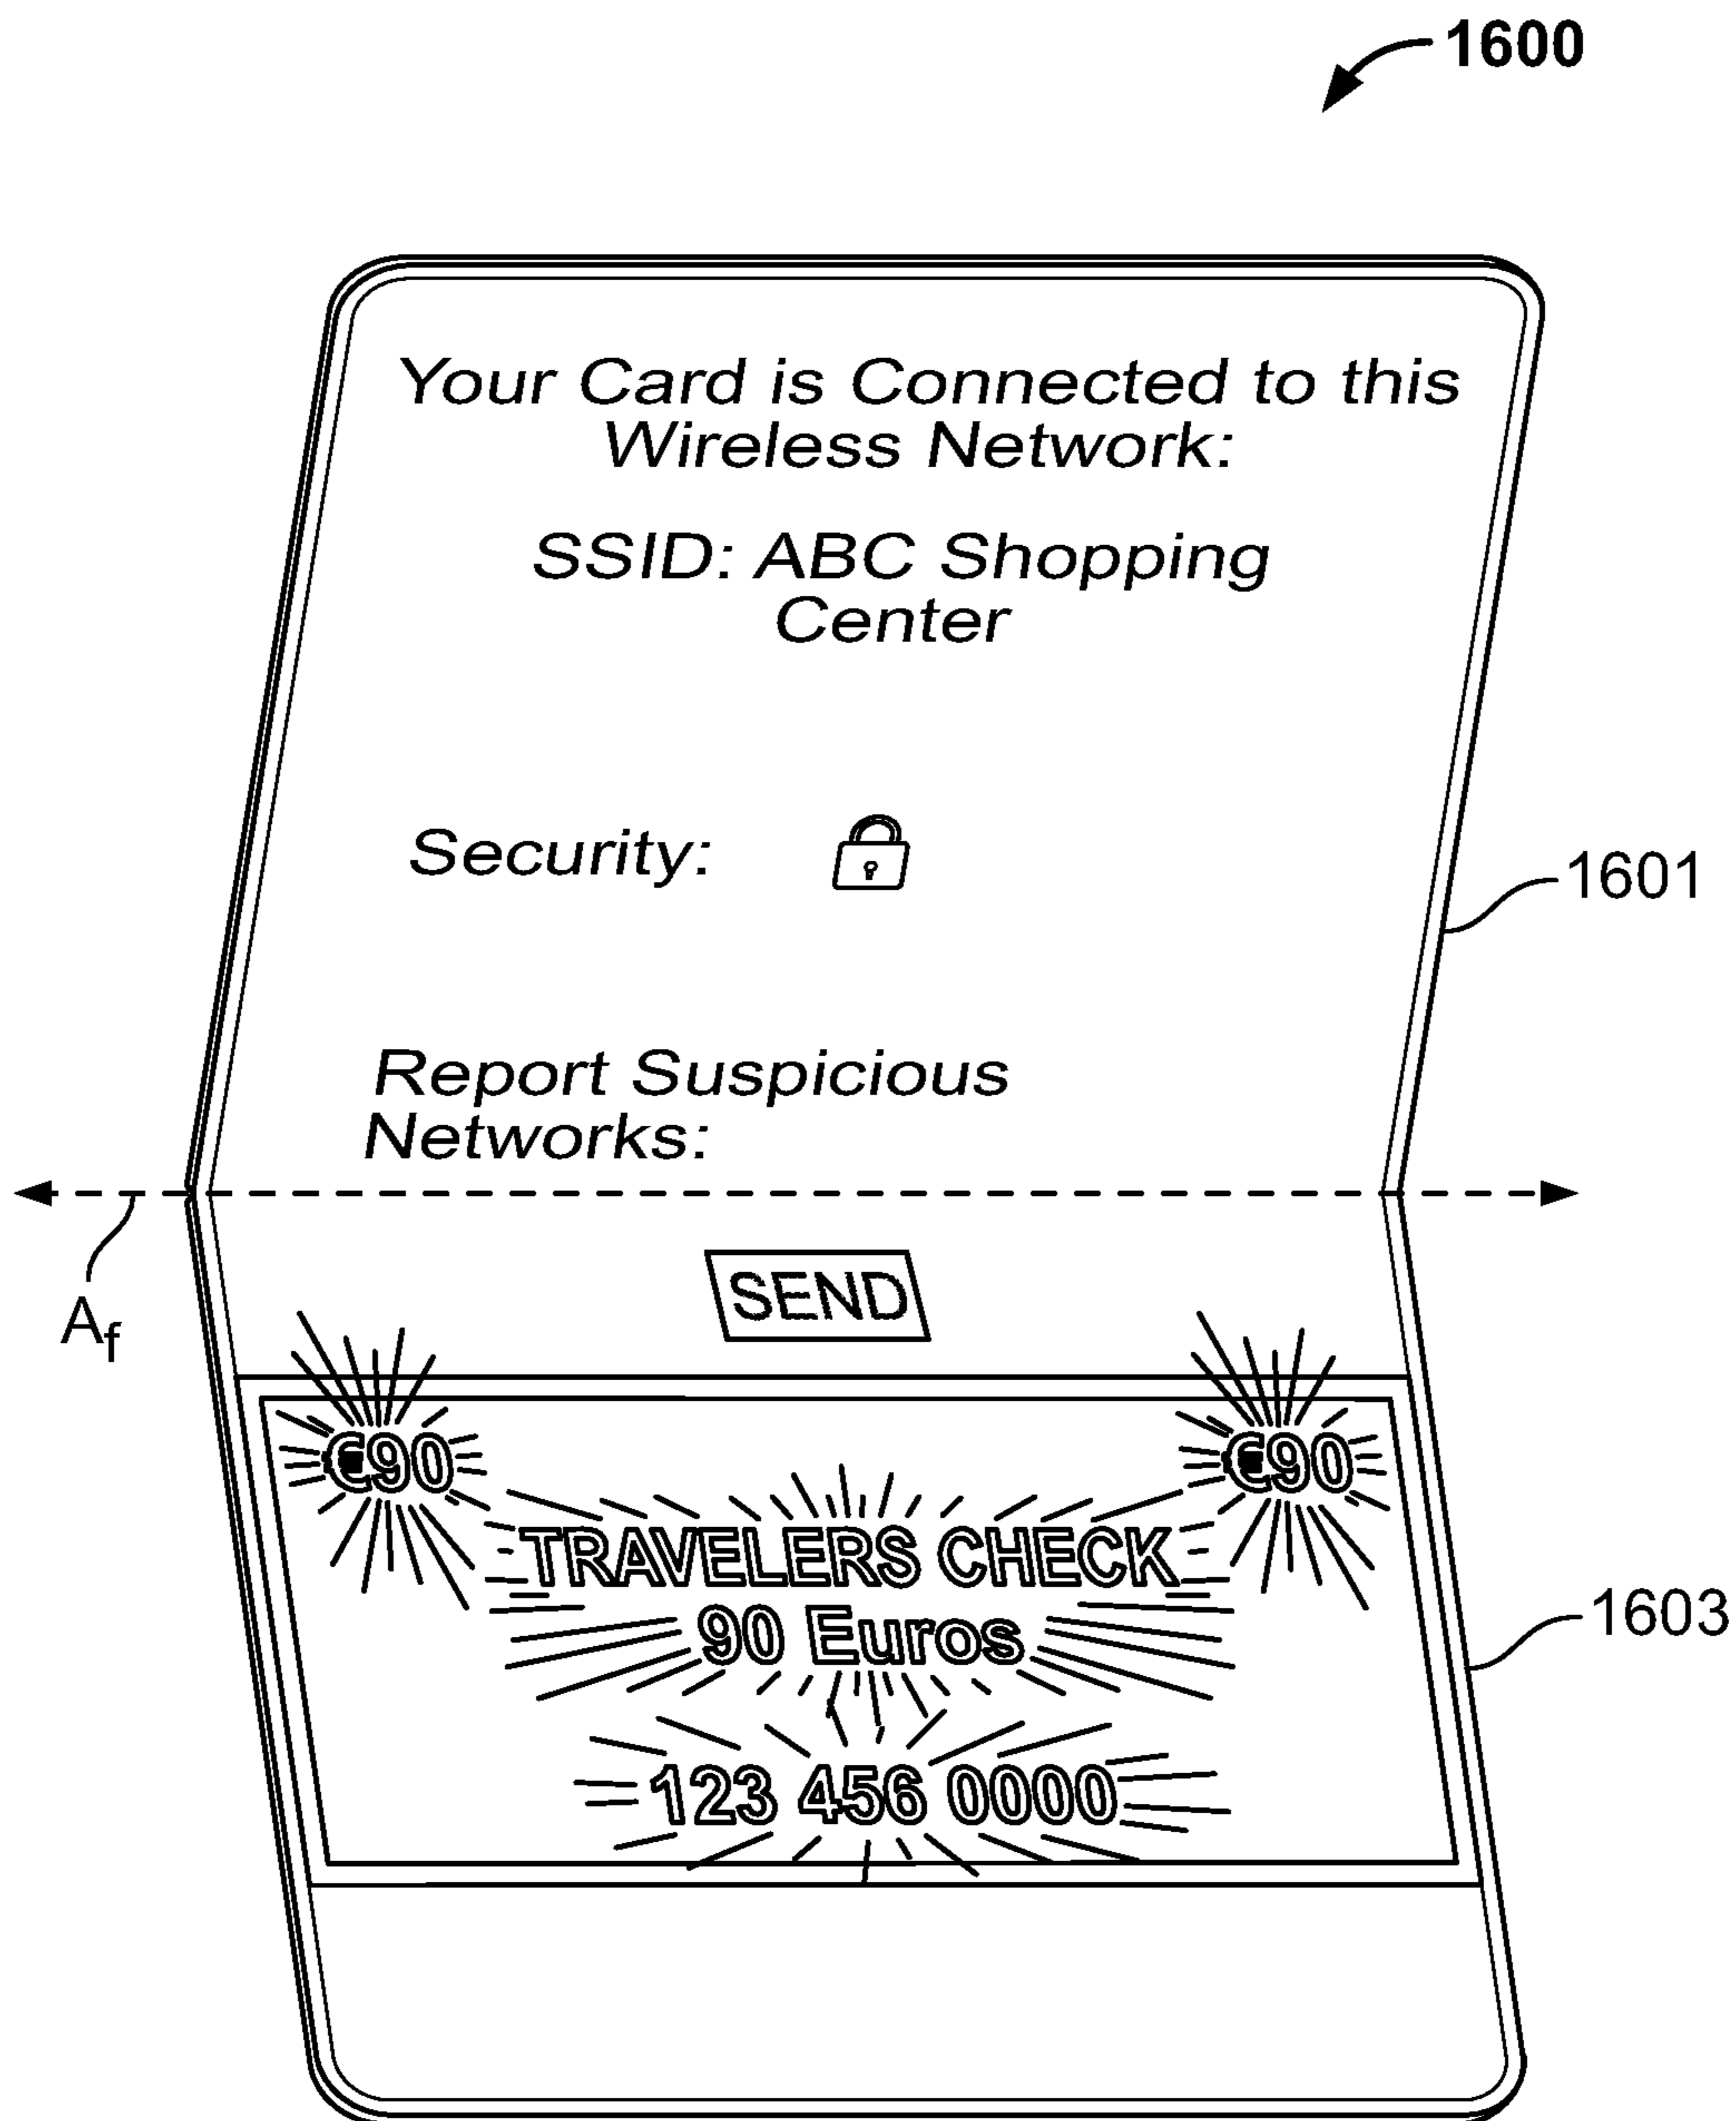 1600
Your Card is Connected to this
Wireless Network:
SSID: ABC Shopping
Center
Security:
1601
Report Suspicious
Networks:
Af
SEND
€90 €90
TRAVELERS CHECK
90 Euros
1603
123 456 0000